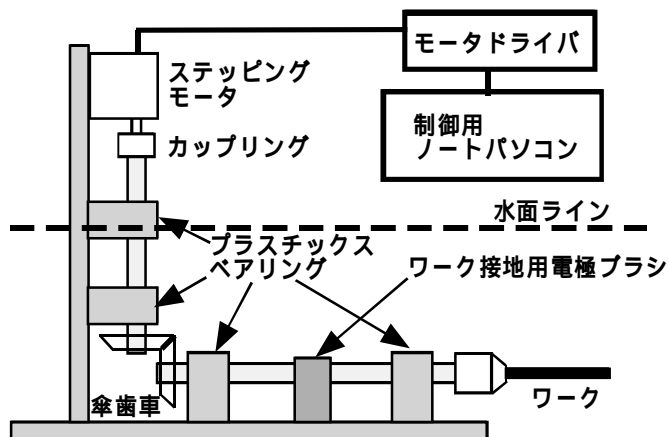 モータドライバ
ステッピング
モータ
制御用
ノートパソコン
カップリング
水面ライン
プラスチックス
ベアリング
ワーク接地用電極ブラシ
ワーク
傘歯車